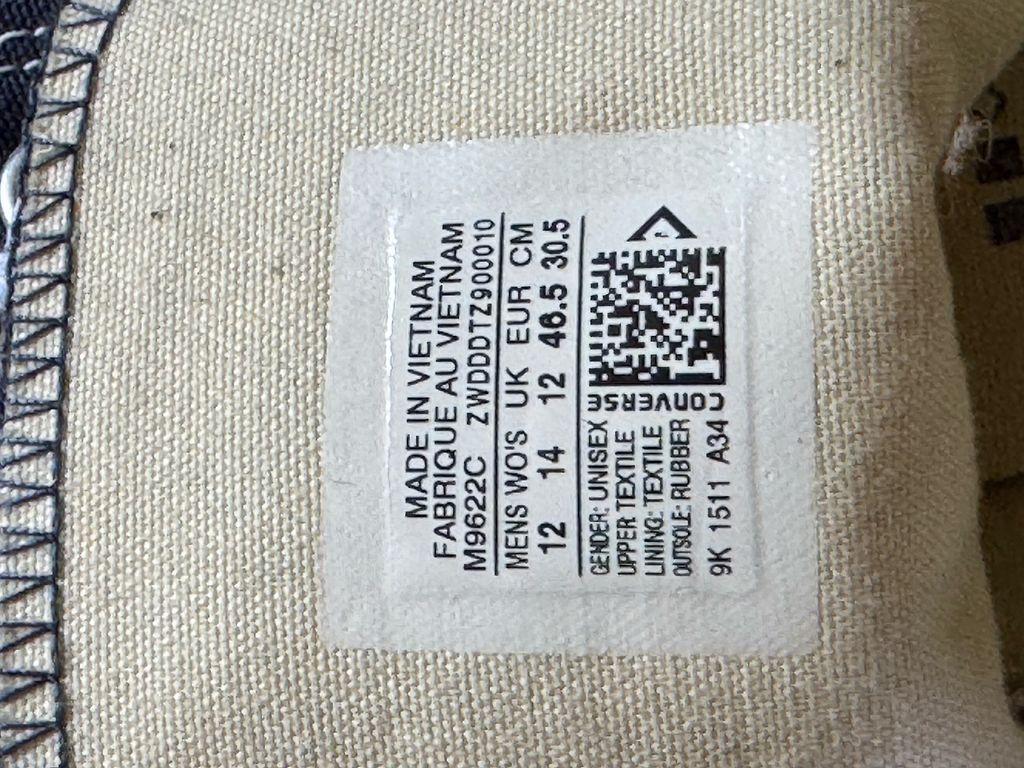 MADE IN VIETNAM
FABRIQUE AU VIETNAM
M9622C ZWDDDTZ900010
MENS WO'S UK EUR CM
12 14 12 46.5 30.5
GENDER: UNISEX
UPPER TEXTILE
LINING: TEXTILE
OUTSOLE: RUBBER
9K 1511 A34
CONVERSE